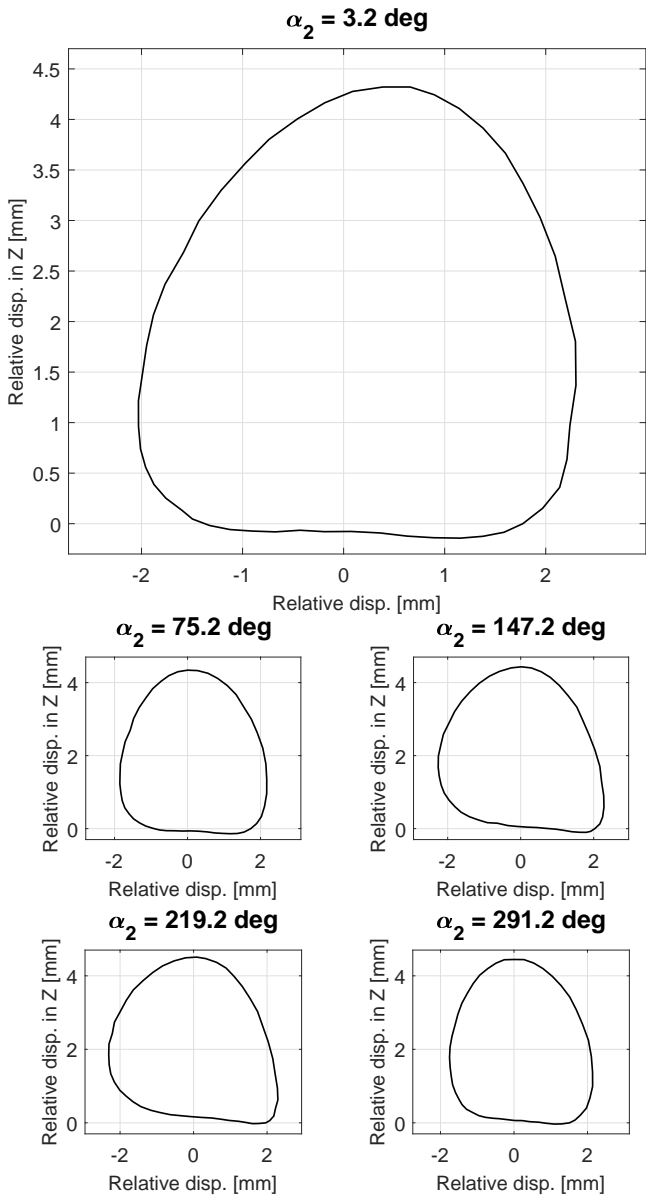 α₂ = 3.2 deg
4.5
4
3.5
3
2.5
2
1.5
1
0.5
0
Relative disp. in Z [mm]
-2 -1 0 1 2
Relative disp. [mm]
α₂ = 75.2 deg
4
2
0
Relative disp. in Z [mm]
-2 0 2
Relative disp. [mm]
α₂ = 147.2 deg
4
2
0
Relative disp. in Z [mm]
-2 0 2
Relative disp. [mm]
α₂ = 219.2 deg
4
2
0
Relative disp. in Z [mm]
-2 0 2
Relative disp. [mm]
α₂ = 291.2 deg
4
2
0
Relative disp. in Z [mm]
-2 0 2
Relative disp. [mm]